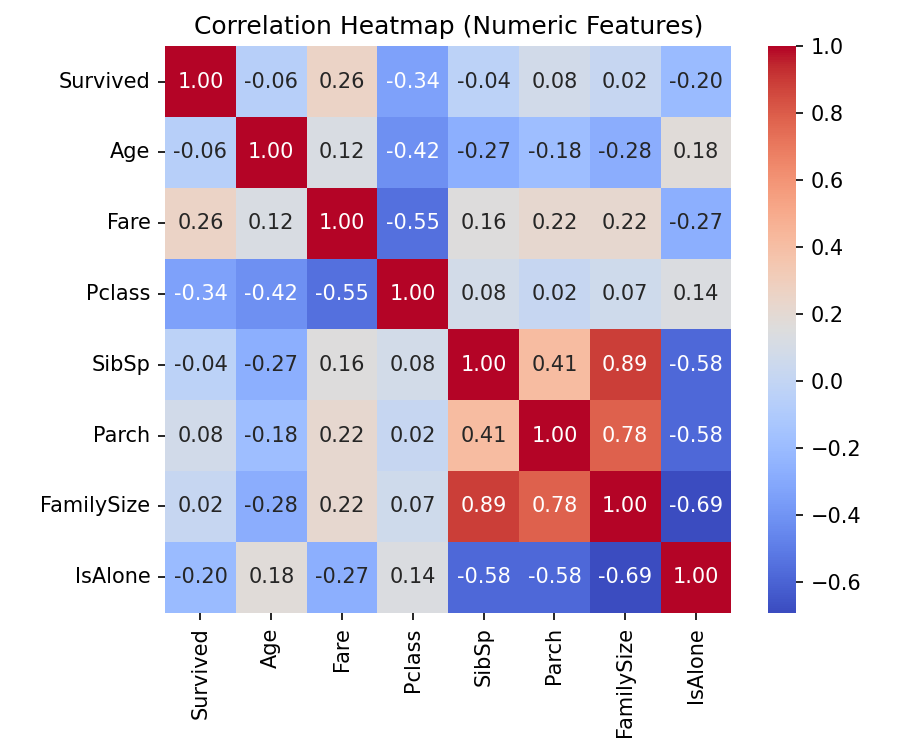 Correlation Heatmap (Numeric Features)
Survived 1.00 -0.06 0.26 -0.34 -0.04 0.08 0.02 -0.20
Age -0.06 1.00 0.12 -0.42 -0.27 -0.18 -0.28 0.18
Fare 0.26 0.12 1.00 -0.55 0.16 0.22 0.22 -0.27
Pclass -0.34 -0.42 -0.55 1.00 0.08 0.02 0.07 0.14
SibSp -0.04 -0.27 0.16 0.08 1.00 0.41 0.89 -0.58
Parch 0.08 -0.18 0.22 0.02 0.41 1.00 0.78 -0.58
FamilySize 0.02 -0.28 0.22 0.07 0.89 0.78 1.00 -0.69
IsAlone -0.20 0.18 -0.27 0.14 -0.58 -0.58 -0.69 1.00
Survived Age Fare Pclass SibSp Parch FamilySize IsAlone
1.0
0.8
0.6
0.4
0.2
0.0
−0.2
−0.4
−0.6